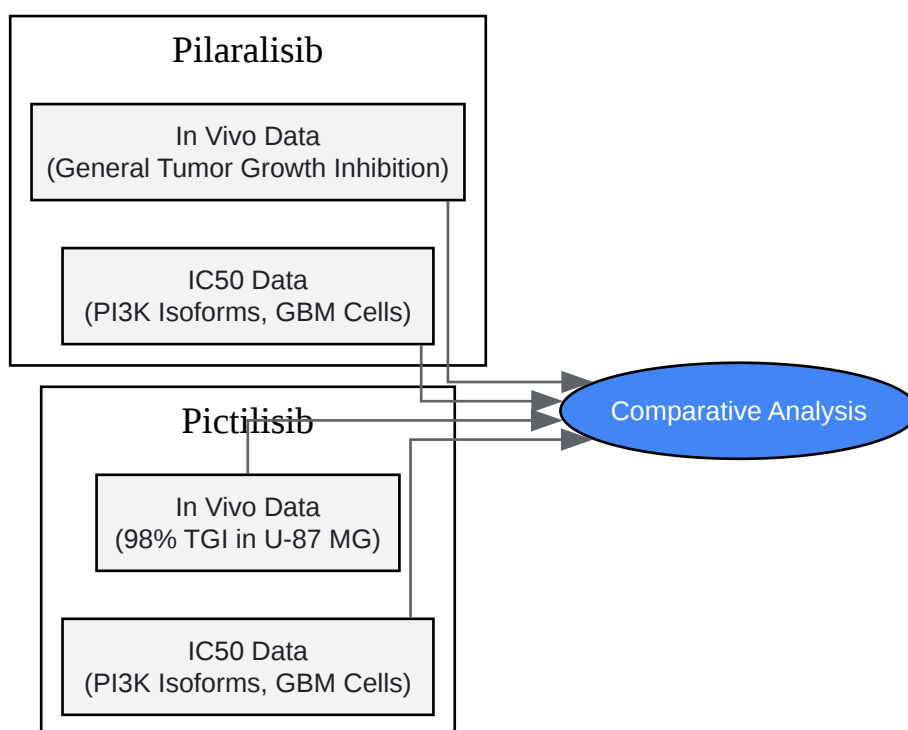 Pilaralisib
In Vivo Data
(General Tumor Growth Inhibition)
IC50 Data
(PI3K Isoforms, GBM Cells)
Comparative Analysis
Pictilisib
In Vivo Data
(98% TGI in U-87 MG)
IC50 Data
(PI3K Isoforms, GBM Cells)